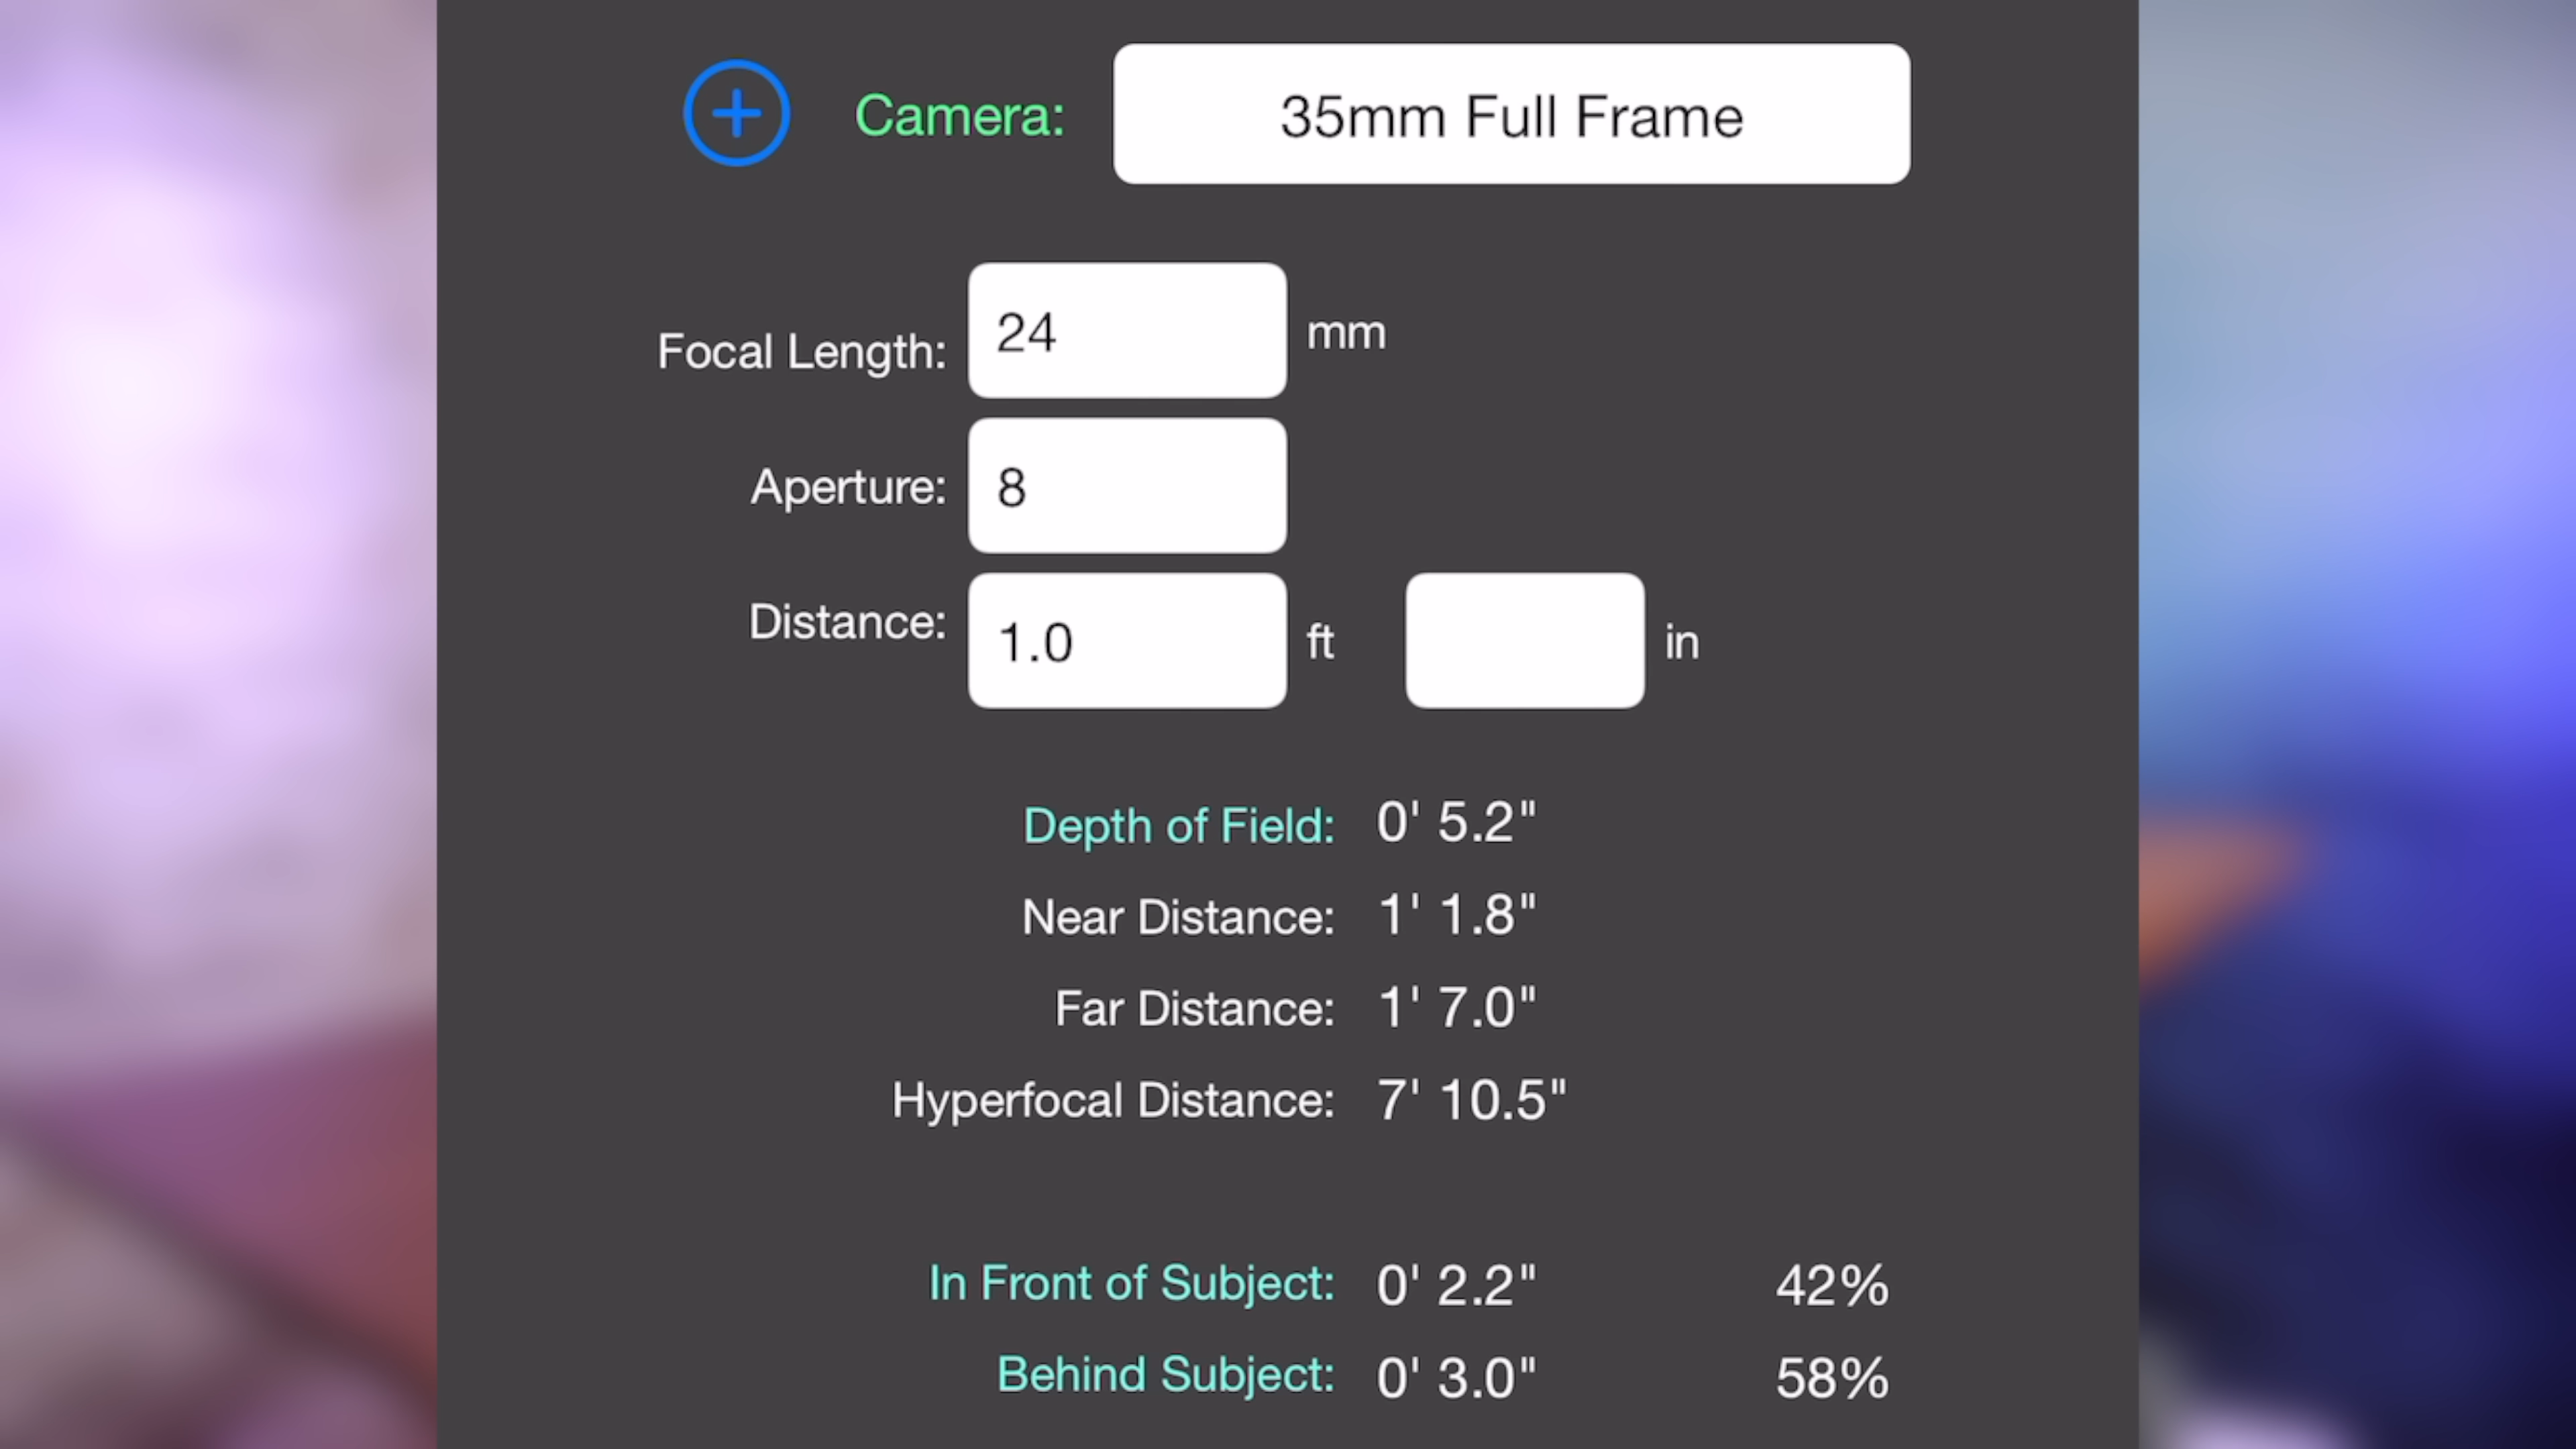 Camera: 35mm Full Frame
Focal Length: 24 mm
Aperture: 8
Distance: 1.0 ft in
Depth of Field: 0' 5.2"
Near Distance: 1' 1.8"
Far Distance: 1' 7.0"
Hyperfocal Distance: 7' 10.5"
In Front of Subject: 0' 2.2" 42%
Behind Subject: 0' 3.0" 58%